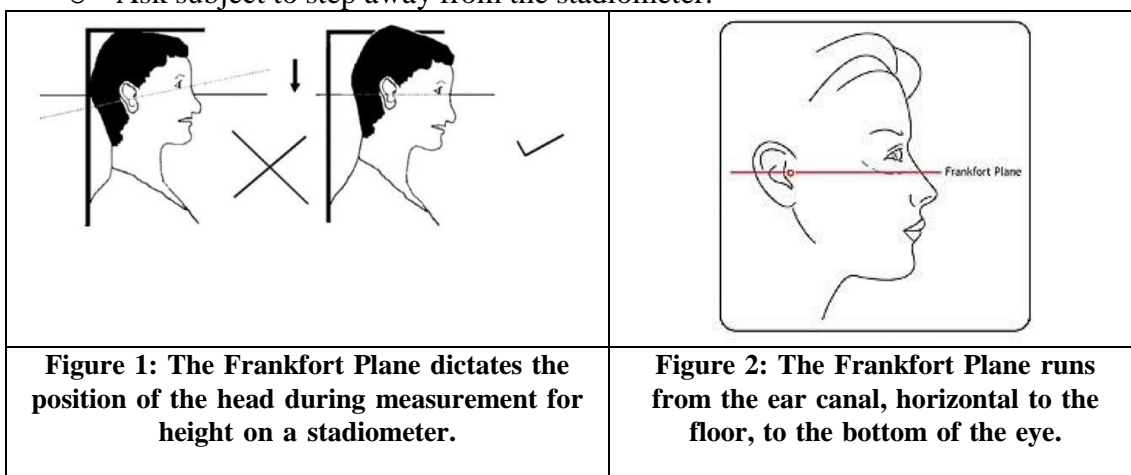 Ask subject to step away from the stadiometer.
Frankfort Plane
Figure 1: The Frankfort Plane dictates the
position of the head during measurement for
height on a stadiometer.
Figure 2: The Frankfort Plane runs
from the ear canal, horizontal to the
floor, to the bottom of the eye.